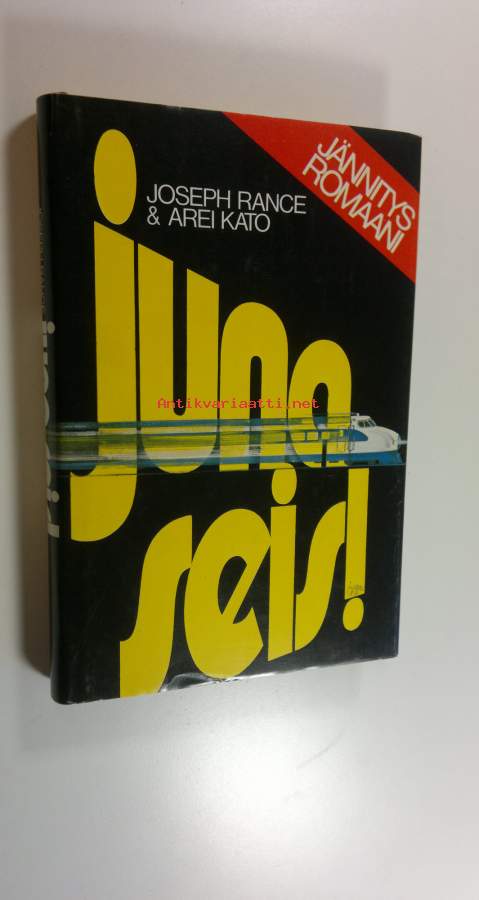 JÄNNITYS
ROMAANI
JOSEPH RANCE
& AREI KATO
juna
Antikvariaatti.net
seis!